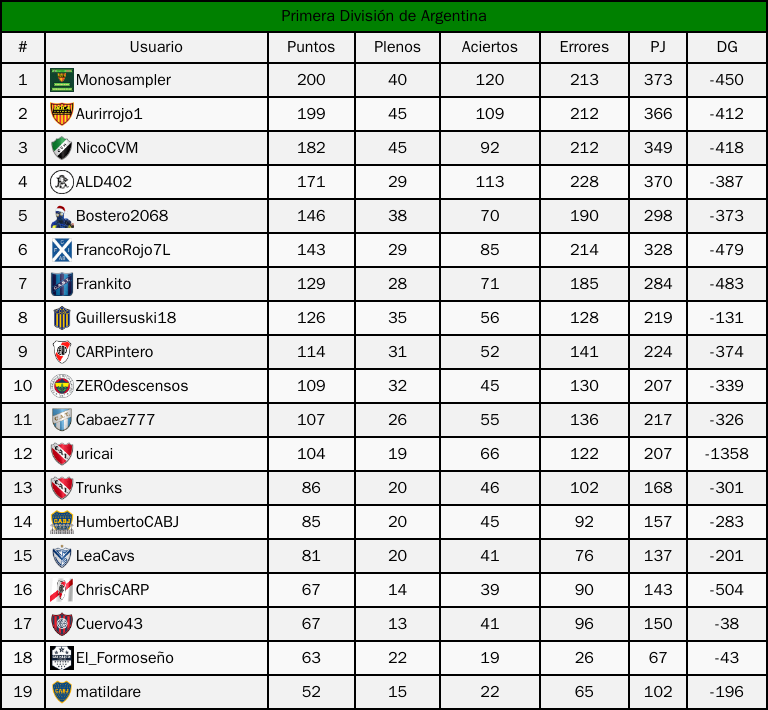 Primera División de Argentina
# Usuario Puntos Plenos Aciertos Errores PJ DG
1 Monosampler 200 40 120 213 373 -450
2 Aurirrojo1 199 45 109 212 366 -412
3 NicoCVM 182 45 92 212 349 -418
4 ALD402 171 29 113 228 370 -387
5 Bostero2068 146 38 70 190 298 -373
6 FrancoRojo7L 143 29 85 214 328 -479
7 Frankito 129 28 71 185 284 -483
8 Guillersuski18 126 35 56 128 219 -131
9 CARPintero 114 31 52 141 224 -374
10 ZER0descensos 109 32 45 130 207 -339
11 Cabaez777 107 26 55 136 217 -326
12 uricai 104 19 66 122 207 -1358
13 Trunks 86 20 46 102 168 -301
14 HumbertoCABJ 85 20 45 92 157 -283
15 LeaCavs 81 20 41 76 137 -201
16 ChrisCARP 67 14 39 90 143 -504
17 Cuervo43 67 13 41 96 150 -38
18 El_Formoseño 63 22 19 26 67 -43
19 matildare 52 15 22 65 102 -196